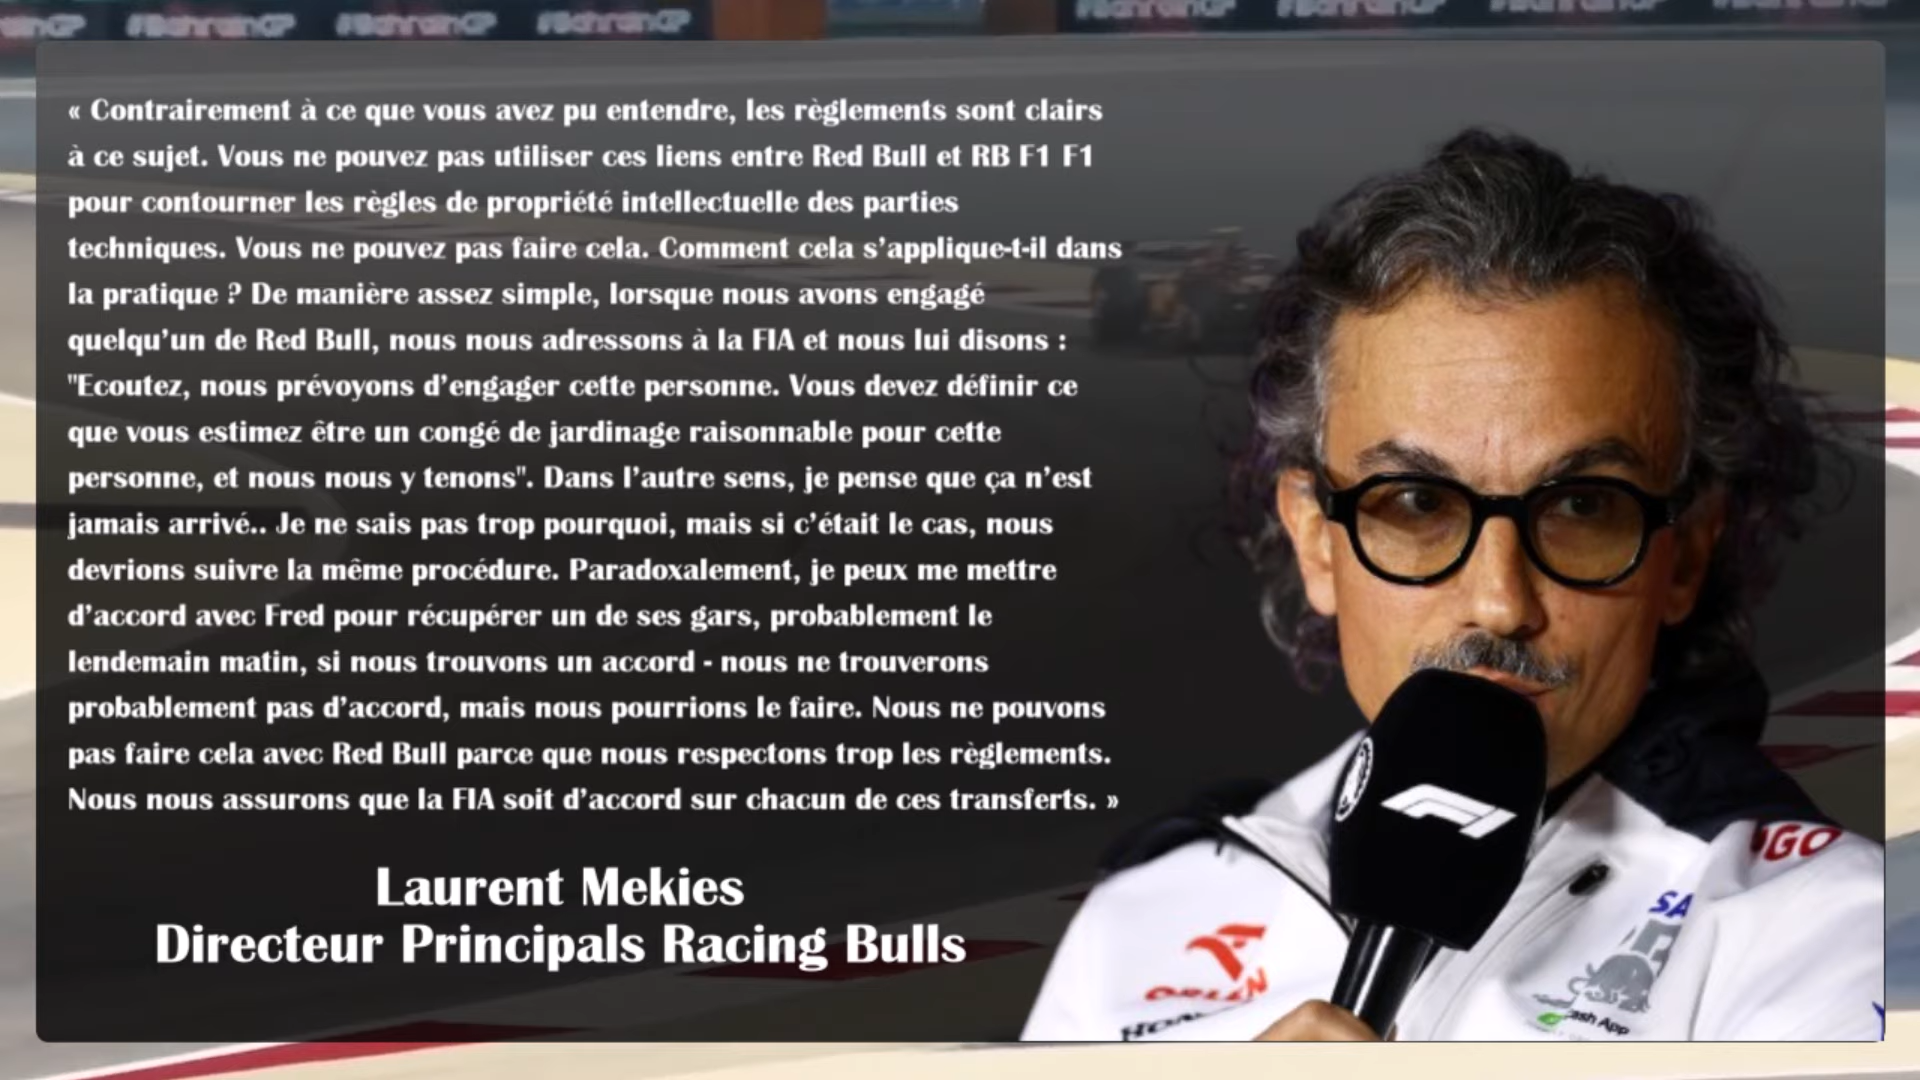 #BahrainGP #BahrainGP #BahrainGP #BahrainGP #BahrainGP
« Contrairement à ce que vous avez pu entendre, les règlements sont clairs
à ce sujet. Vous ne pouvez pas utiliser ces liens entre Red Bull et RB F1 F1
pour contourner les règles de propriété intellectuelle des parties
techniques. Vous ne pouvez pas faire cela. Comment cela s’applique-t-il dans
la pratique ? De manière assez simple, lorsque nous avons engagé
quelqu’un de Red Bull, nous nous adressons à la FIA et nous lui disons :
"Ecoutez, nous prévoyons d’engager cette personne. Vous devez définir ce
que vous estimez être un congé de jardinage raisonnable pour cette
personne, et nous nous y tenons". Dans l’autre sens, je pense que ça n’est
jamais arrivé.. Je ne sais pas trop pourquoi, mais si c’était le cas, nous
devrions suivre la même procédure. Paradoxalement, je peux me mettre
d’accord avec Fred pour récupérer un de ses gars, probablement le
lendemain matin, si nous trouvons un accord - nous ne trouverons
probablement pas d’accord, mais nous pourrions le faire. Nous ne pouvons
pas faire cela avec Red Bull parce que nous respectons trop les règlements.
Nous nous assurons que la FIA soit d’accord sur chacun de ces transferts. »
Laurent Mekies
Directeur Principals Racing Bulls
F1
ORLEN
Cash App